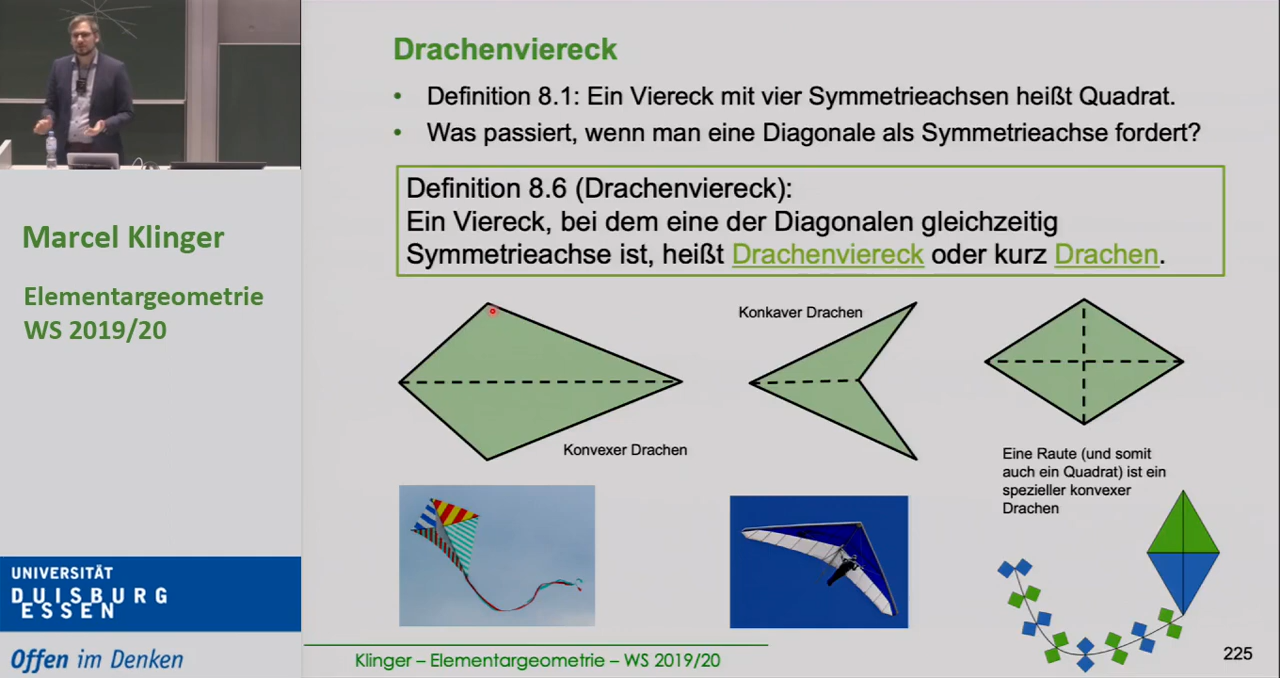 Drachenviereck
• Definition 8.1: Ein Viereck mit vier Symmetrieachsen heißt Quadrat.
• Was passiert, wenn man eine Diagonale als Symmetrieachse fordert?
Definition 8.6 (Drachenviereck):
Ein Viereck, bei dem eine der Diagonalen gleichzeitig
Symmetrieachse ist, heißt Drachenviereck oder kurz Drachen.
Konvexer Drachen
Konkaver Drachen
Eine Raute (und somit
auch ein Quadrat) ist ein
spezieller konvexer
Drachen
Klinger – Elementargeometrie – WS 2019/20
225
Marcel Klinger
Elementargeometrie
WS 2019/20
UNIVERSITÄT
DUISBURG
ESSEN
Offen im Denken